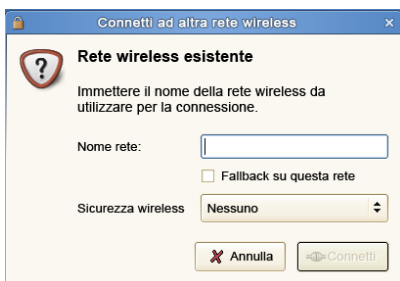 Connetti ad altra rete wireless
Rete wireless esistente
Immettere il nome della rete wireless da
utilizzare per la connessione.
Nome rete:
Fallback su questa rete
Sicurezza wireless Nessuno
Annulla Connetti